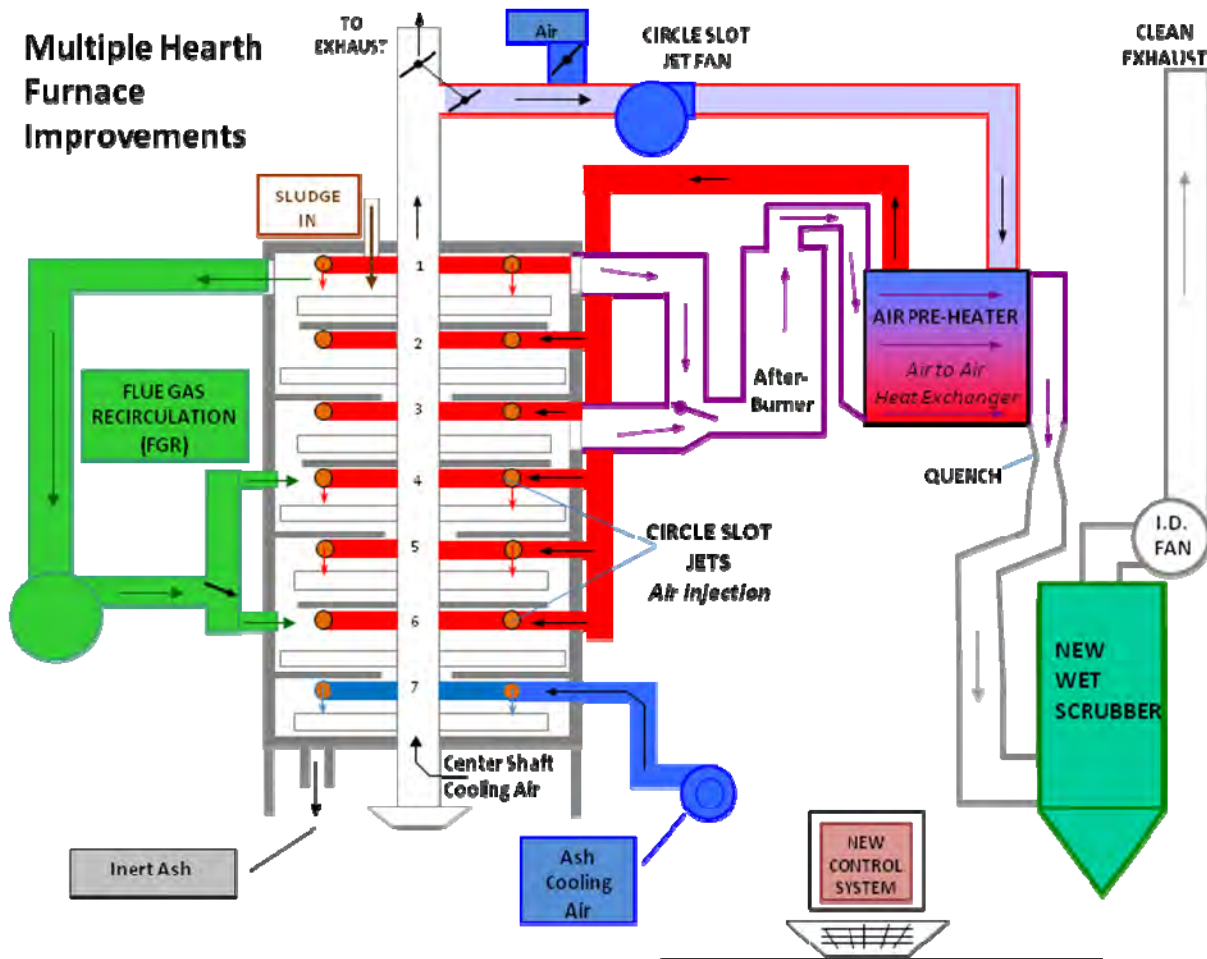 Multiple Hearth
Furnace
Improvements
TO
EXHAUST
Air
CIRCLE SLOT
JET FAN
CLEAN
EXHAUST
SLUDGE
IN
1
2
3
4
5
6
7
FLUE GAS
RECIRCULATION
(FGR)
After-
Burner
AIR PRE-HEATER
Air to Air
Heat Exchanger
QUENCH
CIRCLE SLOT
JETS
Air Injection
I.D.
FAN
NEW
WET
SCRUBBER
Center Shaft
Cooling Air
Inert Ash
Ash
Cooling
Air
NEW
CONTROL
SYSTEM